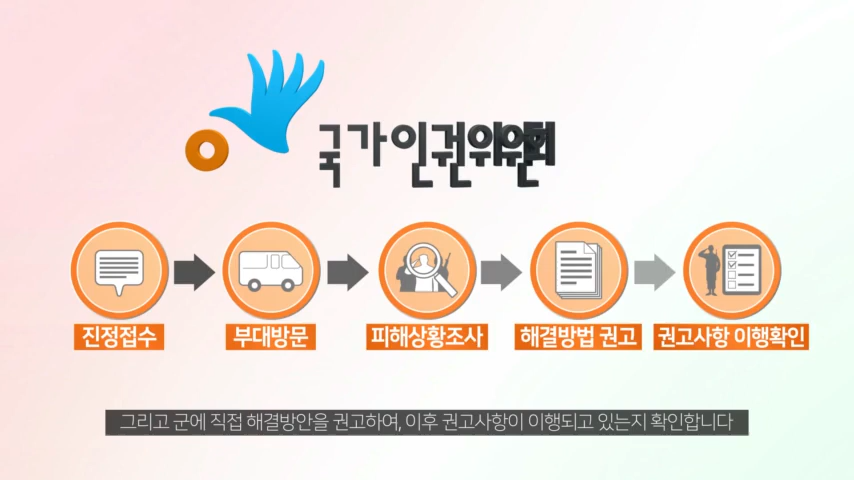 국가인권위원회
진정접수
부대방문
피해상황조사
해결방법 권고
권고사항 이행확인
그리고 군에 직접 해결방안을 권고하여, 이후 권고사항이 이행되고 있는지 확인합니다